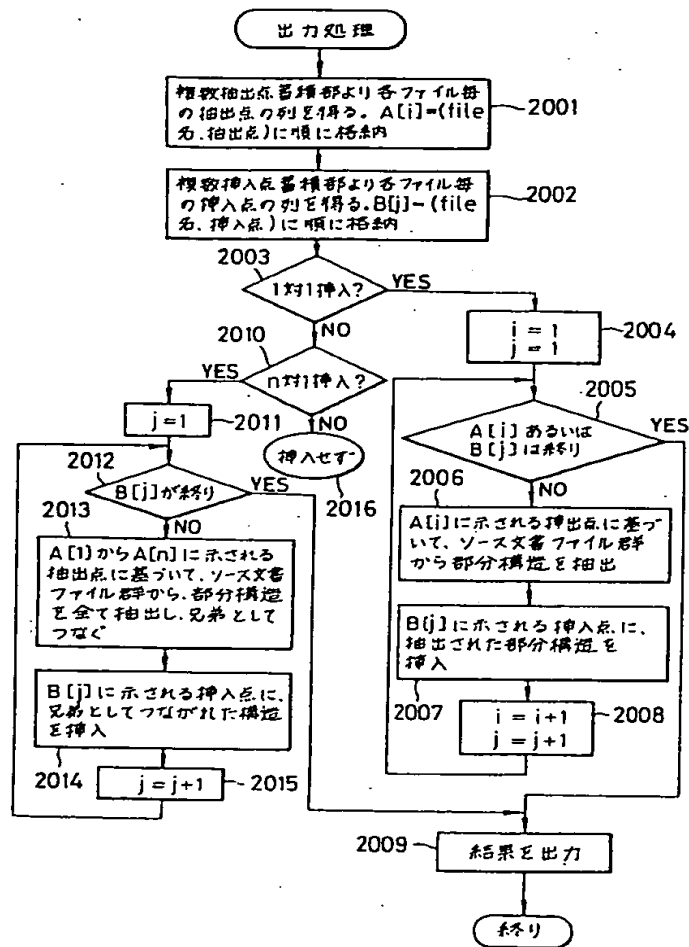 出力処理
複数抽出点蓄積部より各ファイル毎
の抽出点の列を得る。A[i]=(file
名,抽出点)に順に格納
2001
複数挿入点蓄積部より各ファイル毎
の挿入点の列を得る.B[j]-(file
名、挿入点)に順に格納
2002
2003
1対1挿入?
YES
NO
i = 1
j = 1
2004
2010
n対1挿入?
YES
NO
挿入せず
2016
j=1
2011
2005
A[i]あるいは
B[j]は終り
YES
NO
2012
B[j]が終り
YES
NO
2006
A[i]に示される抽出点に基づ
いて、ソース文書ファイル群
から部分構造を抽出
2013
A[1]からA[n]に示される
抽出点に基づいて、ソース文書
ファイル群から、部分構造
を全て抽出し、兄弟として
つなぐ
B[j]に示される挿入点に、
抽出された部分構造を
挿入
2007
B[j]に示される挿入点に、
兄弟としてつながれた構造
を挿入
2014
i = i+1
j = j+1
2008
j = j+1
2015
2009
結果を出力
終り